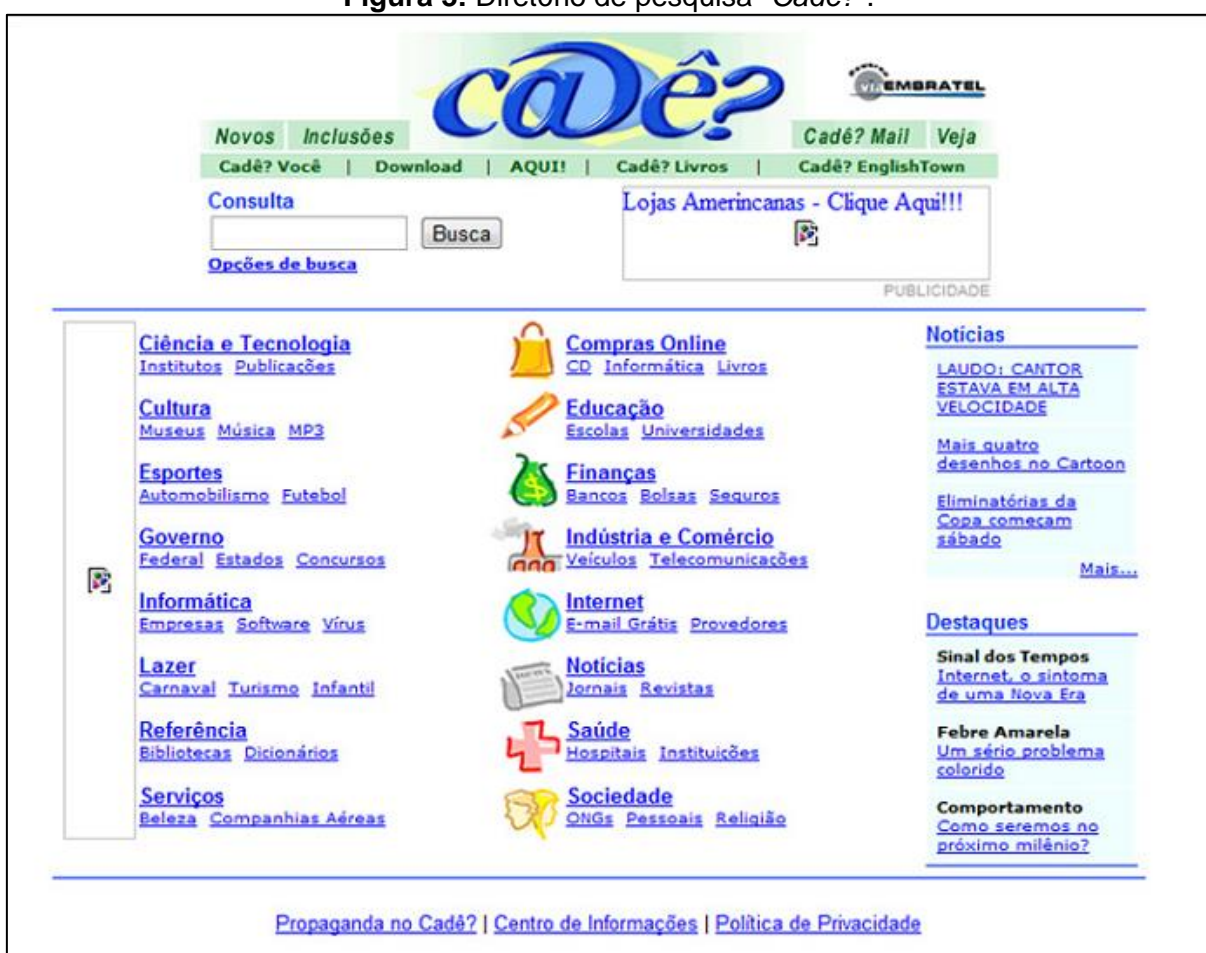 Figura 3. Diretório de pesquisa "Cadê?".
cadê?
EMBRATEL
Novos Inclusões
Cadê? Mail Veja
Cadê? Você | Download | AQUI! | Cadê? Livros | Cadê? EnglishTown
Consulta
Busca
Opções de busca
Lojas Amerincanas - Clique Aqui!!!
PUBLICIDADE
Ciência e Tecnologia
Institutos Publicações
Cultura
Museus Música MP3
Esportes
Automobilismo Futebol
Governo
Federal Estados Concursos
Informática
Empresas Software Vírus
Lazer
Carnaval Turismo Infantil
Referência
Bibliotecas Dicionários
Serviços
Beleza Companhias Aéreas
Compras Online
CD Informática Livros
Educação
Escolas Universidades
Finanças
Bancos Bolsas Seguros
Indústria e Comércio
Veículos Telecomunicações
Internet
E-mail Grátis Provedores
Notícias
Jornais Revistas
Saúde
Hospitais Instituições
Sociedade
ONGs Pessoais Religião
Notícias
LAUDO: CANTOR
ESTAVA EM ALTA
VELOCIDADE
Mais quatro
desenhos no Cartoon
Eliminatórias da
Copa começam
sábado
Mais...
Destaques
Sinal dos Tempos
Internet, o sintoma
de uma Nova Era
Febre Amarela
Um sério problema
colorido
Comportamento
Como seremos no
próximo milênio?
Propaganda no Cadê? | Centro de Informações | Política de Privacidade